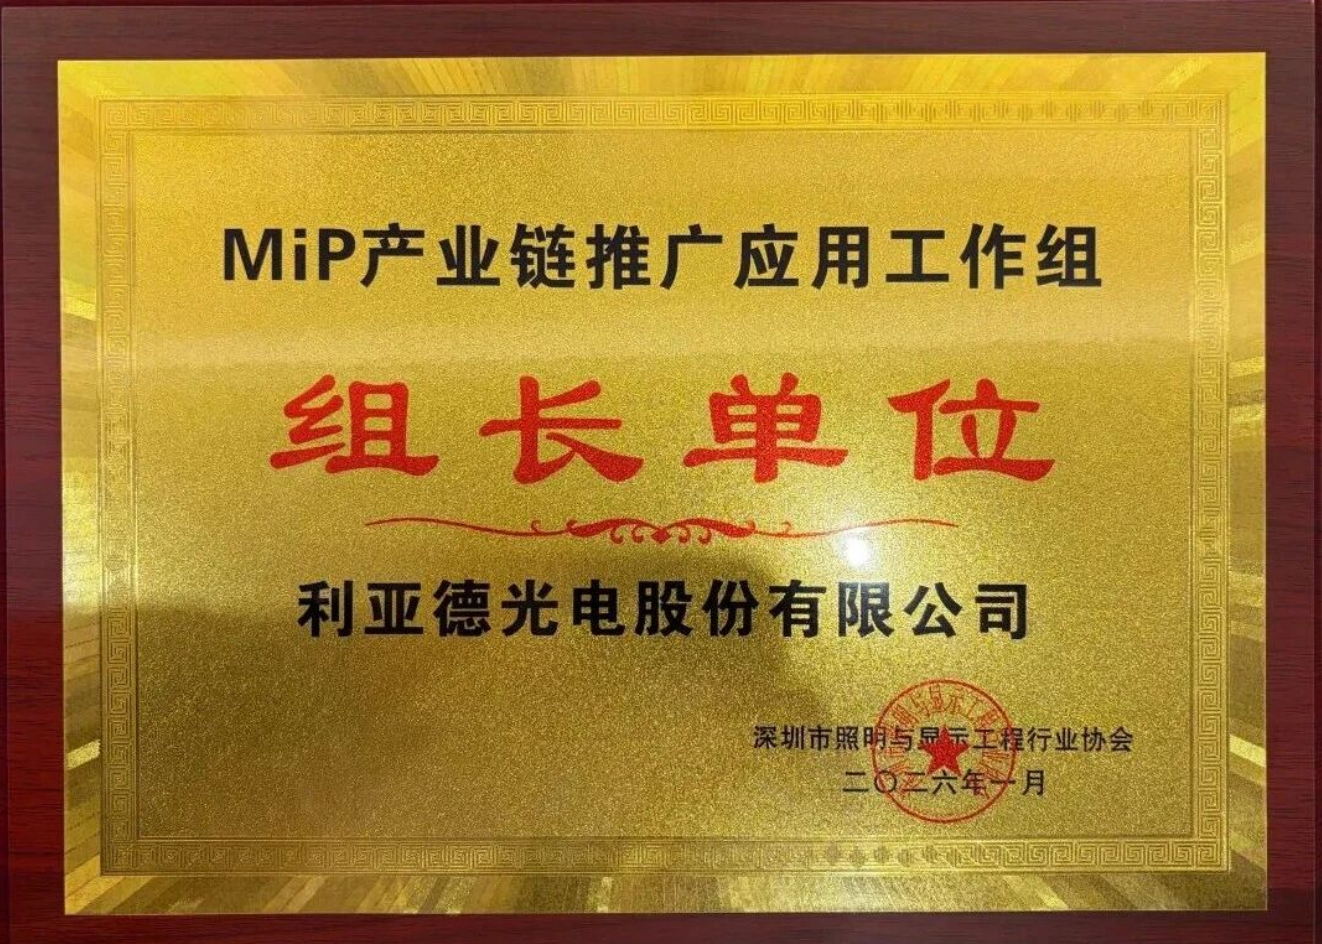 MiP产业链推广应用工作组
组长单位
利亚德光电股份有限公司
深圳市照明与显示工程行业协会
二〇二六年一月